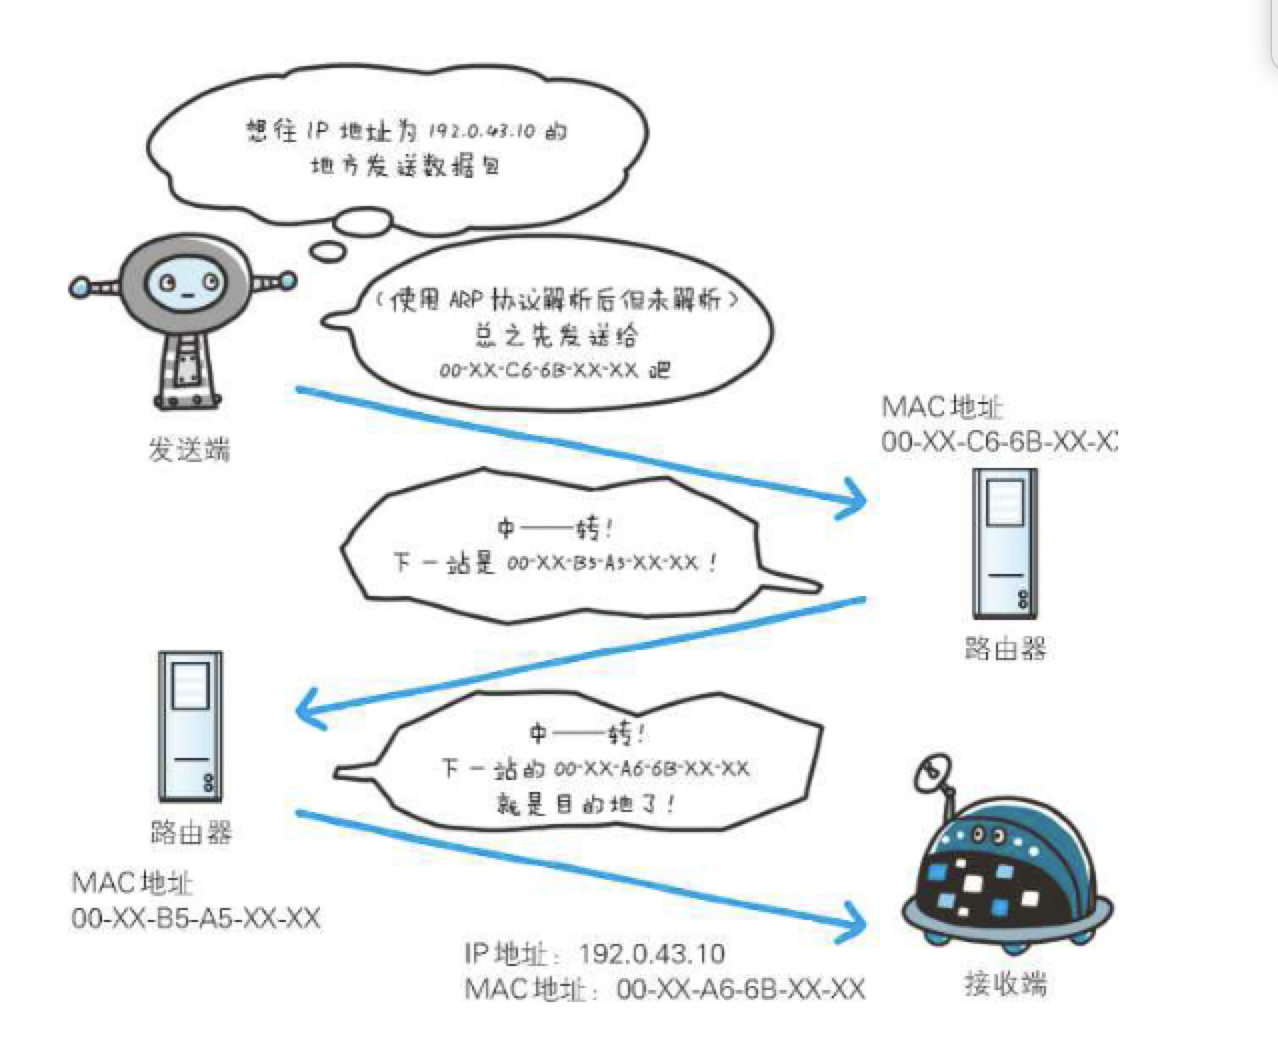 想往 IP 地址为 192.0.43.10 的
地方发送数据包
(使用 ARP 协议解析后但未解析)
总之先发送给
00-XX-C6-6B-XX-XX 吧
发送端
MAC 地址
00-XX-C6-6B-XX-X
中——转!
下一站是 00-XX-B5-A5-XX-XX!
路由器
中——转!
下一站的 00-XX-A6-6B-XX-XX
就是目的地了!
路由器
MAC 地址
00-XX-B5-A5-XX-XX
IP 地址: 192.0.43.10
MAC 地址: 00-XX-A6-6B-XX-XX
接收端